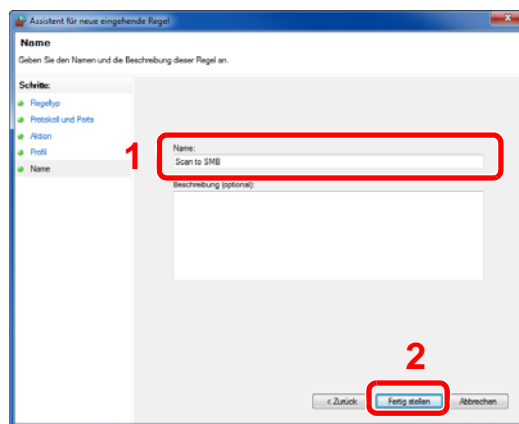 Assistent für neue eingehende Regel
Name
Geben Sie den Namen und die Beschreibung dieser Regel an.
Schritte:
Regeltyp
Protokoll und Ports
Aktion
Profil
Name
1
Name:
Scan to SMB
Beschreibung (optional):
2
< Zurück
Fertig stellen
Abbrechen